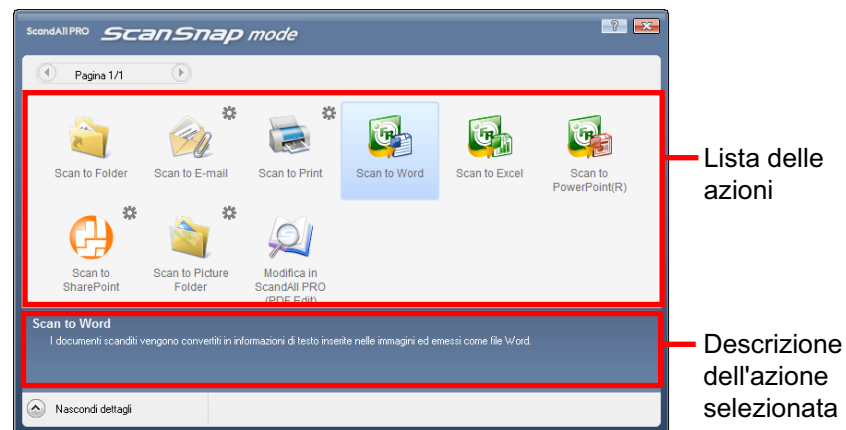 ScandAll PRO ScanSnap mode
Pagina 1/1
Scan to Folder
Scan to E-mail
Scan to Print
Scan to Word
Scan to Excel
Scan to
PowerPoint(R)
Scan to
SharePoint
Scan to Picture
Folder
Modifica in
ScandAll PRO
(PDF Edit)
Lista delle
azioni
Scan to Word
I documenti scanditi vengono convertiti in informazioni di testo inserite nelle immagini ed emessi come file Word.
Descrizione
dell'azione
selezionata
Nascondi dettagli